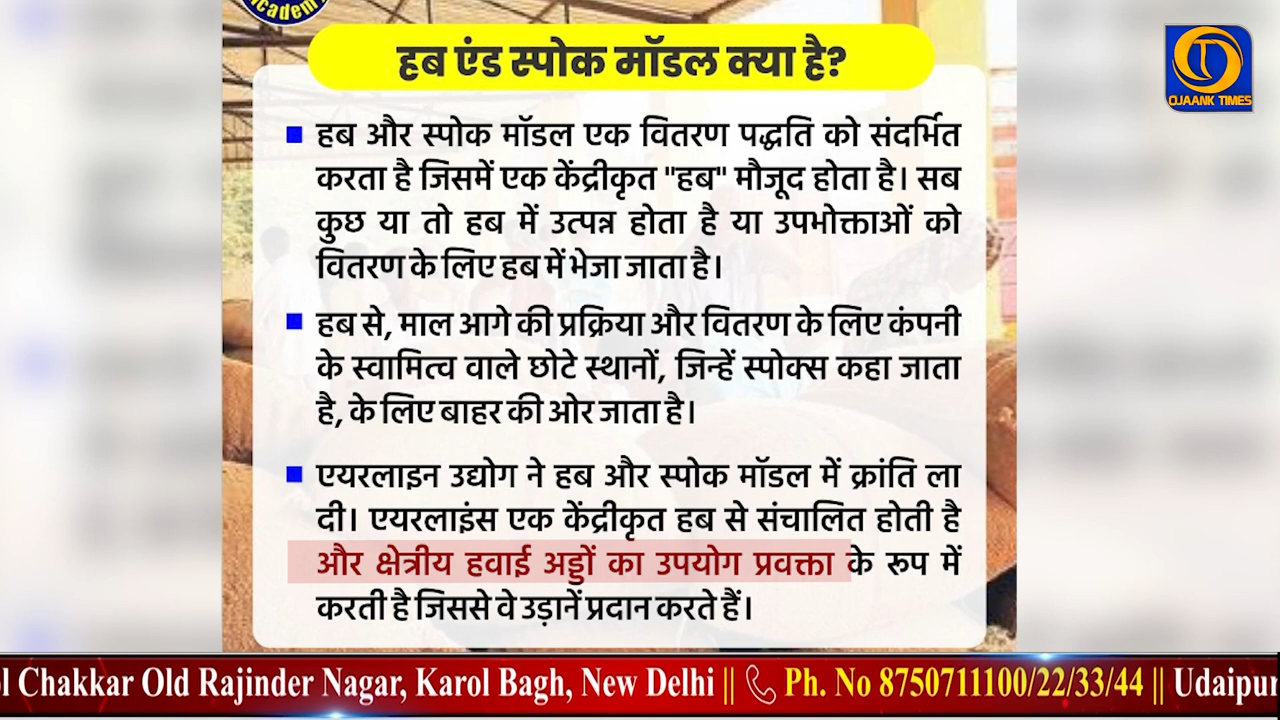 हब एंड स्पोक मॉडल क्या है?
OJAANK TIMES
हब और स्पोक मॉडल एक वितरण पद्धति को संदर्भित
करता है जिसमें एक केंद्रीकृत "हब" मौजूद होता है। सब
कुछ या तो हब में उत्पन्न होता है या उपभोक्ताओं को
वितरण के लिए हब में भेजा जाता है।
हब से, माल आगे की प्रक्रिया और वितरण के लिए कंपनी
के स्वामित्व वाले छोटे स्थानों, जिन्हें स्पोक्स कहा जाता
है, के लिए बाहर की ओर जाता है।
एयरलाइन उद्योग ने हब और स्पोक मॉडल में क्रांति ला
दी। एयरलाइंस एक केंद्रीकृत हब से संचालित होती है
और क्षेत्रीय हवाई अड्डों का उपयोग प्रवक्ता के रूप में
करती है जिससे वे उड़ानें प्रदान करते हैं।
Chakkar Old Rajinder Nagar, Karol Bagh, New Delhi || Ph. No 8750711100/22/33/44 || Udaipur